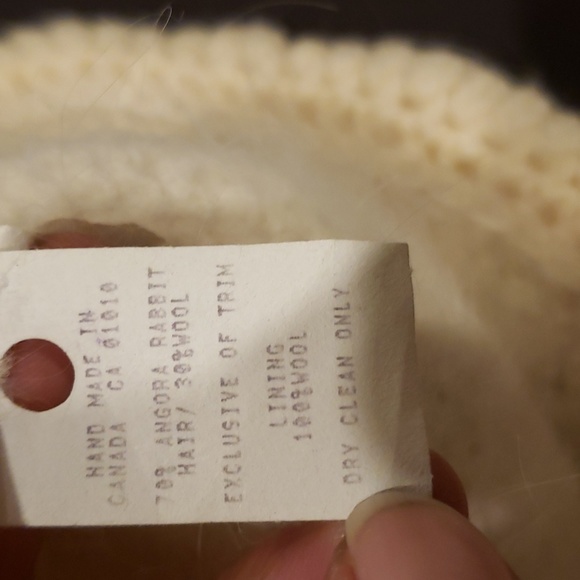 HAND MADE IN
CANADA CA 01010
70% ANGORA RABBIT
HAIR/ 30%WOOL
EXCLUSIVE OF TRIM
LINING
100%WOOL
DRY CLEAN ONLY